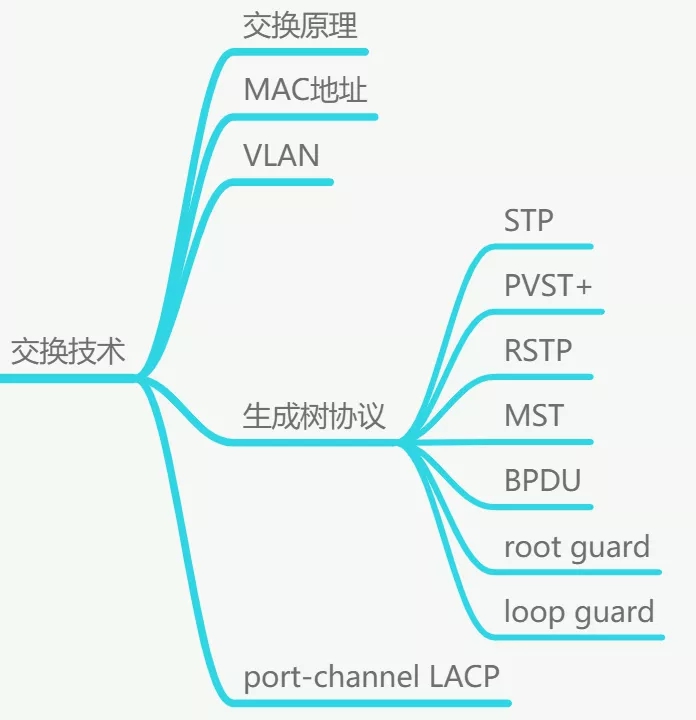 交换原理
MAC地址
VLAN
STP
PVST+
RSTP
交换技术
MST
生成树协议
BPDU
root guard
loop guard
port-channel LACP